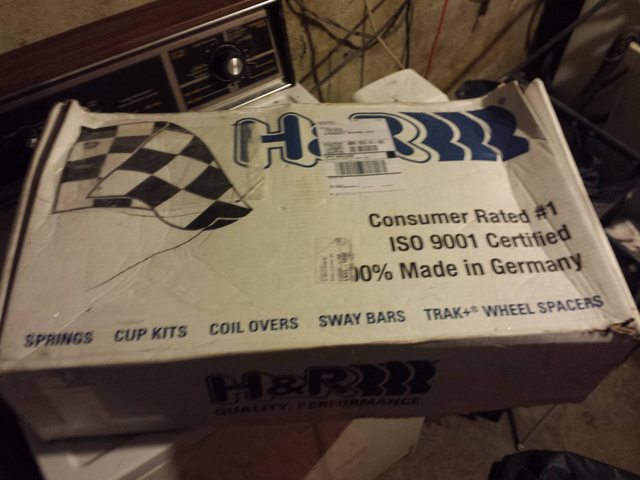 H&R
Consumer Rated #1
ISO 9001 Certified
00% Made in Germany
SPRINGS CUP KITS COIL OVERS SWAY BARS TRAK+® WHEEL SPACERS
H&R
QUALITY. PERFORMANCE.